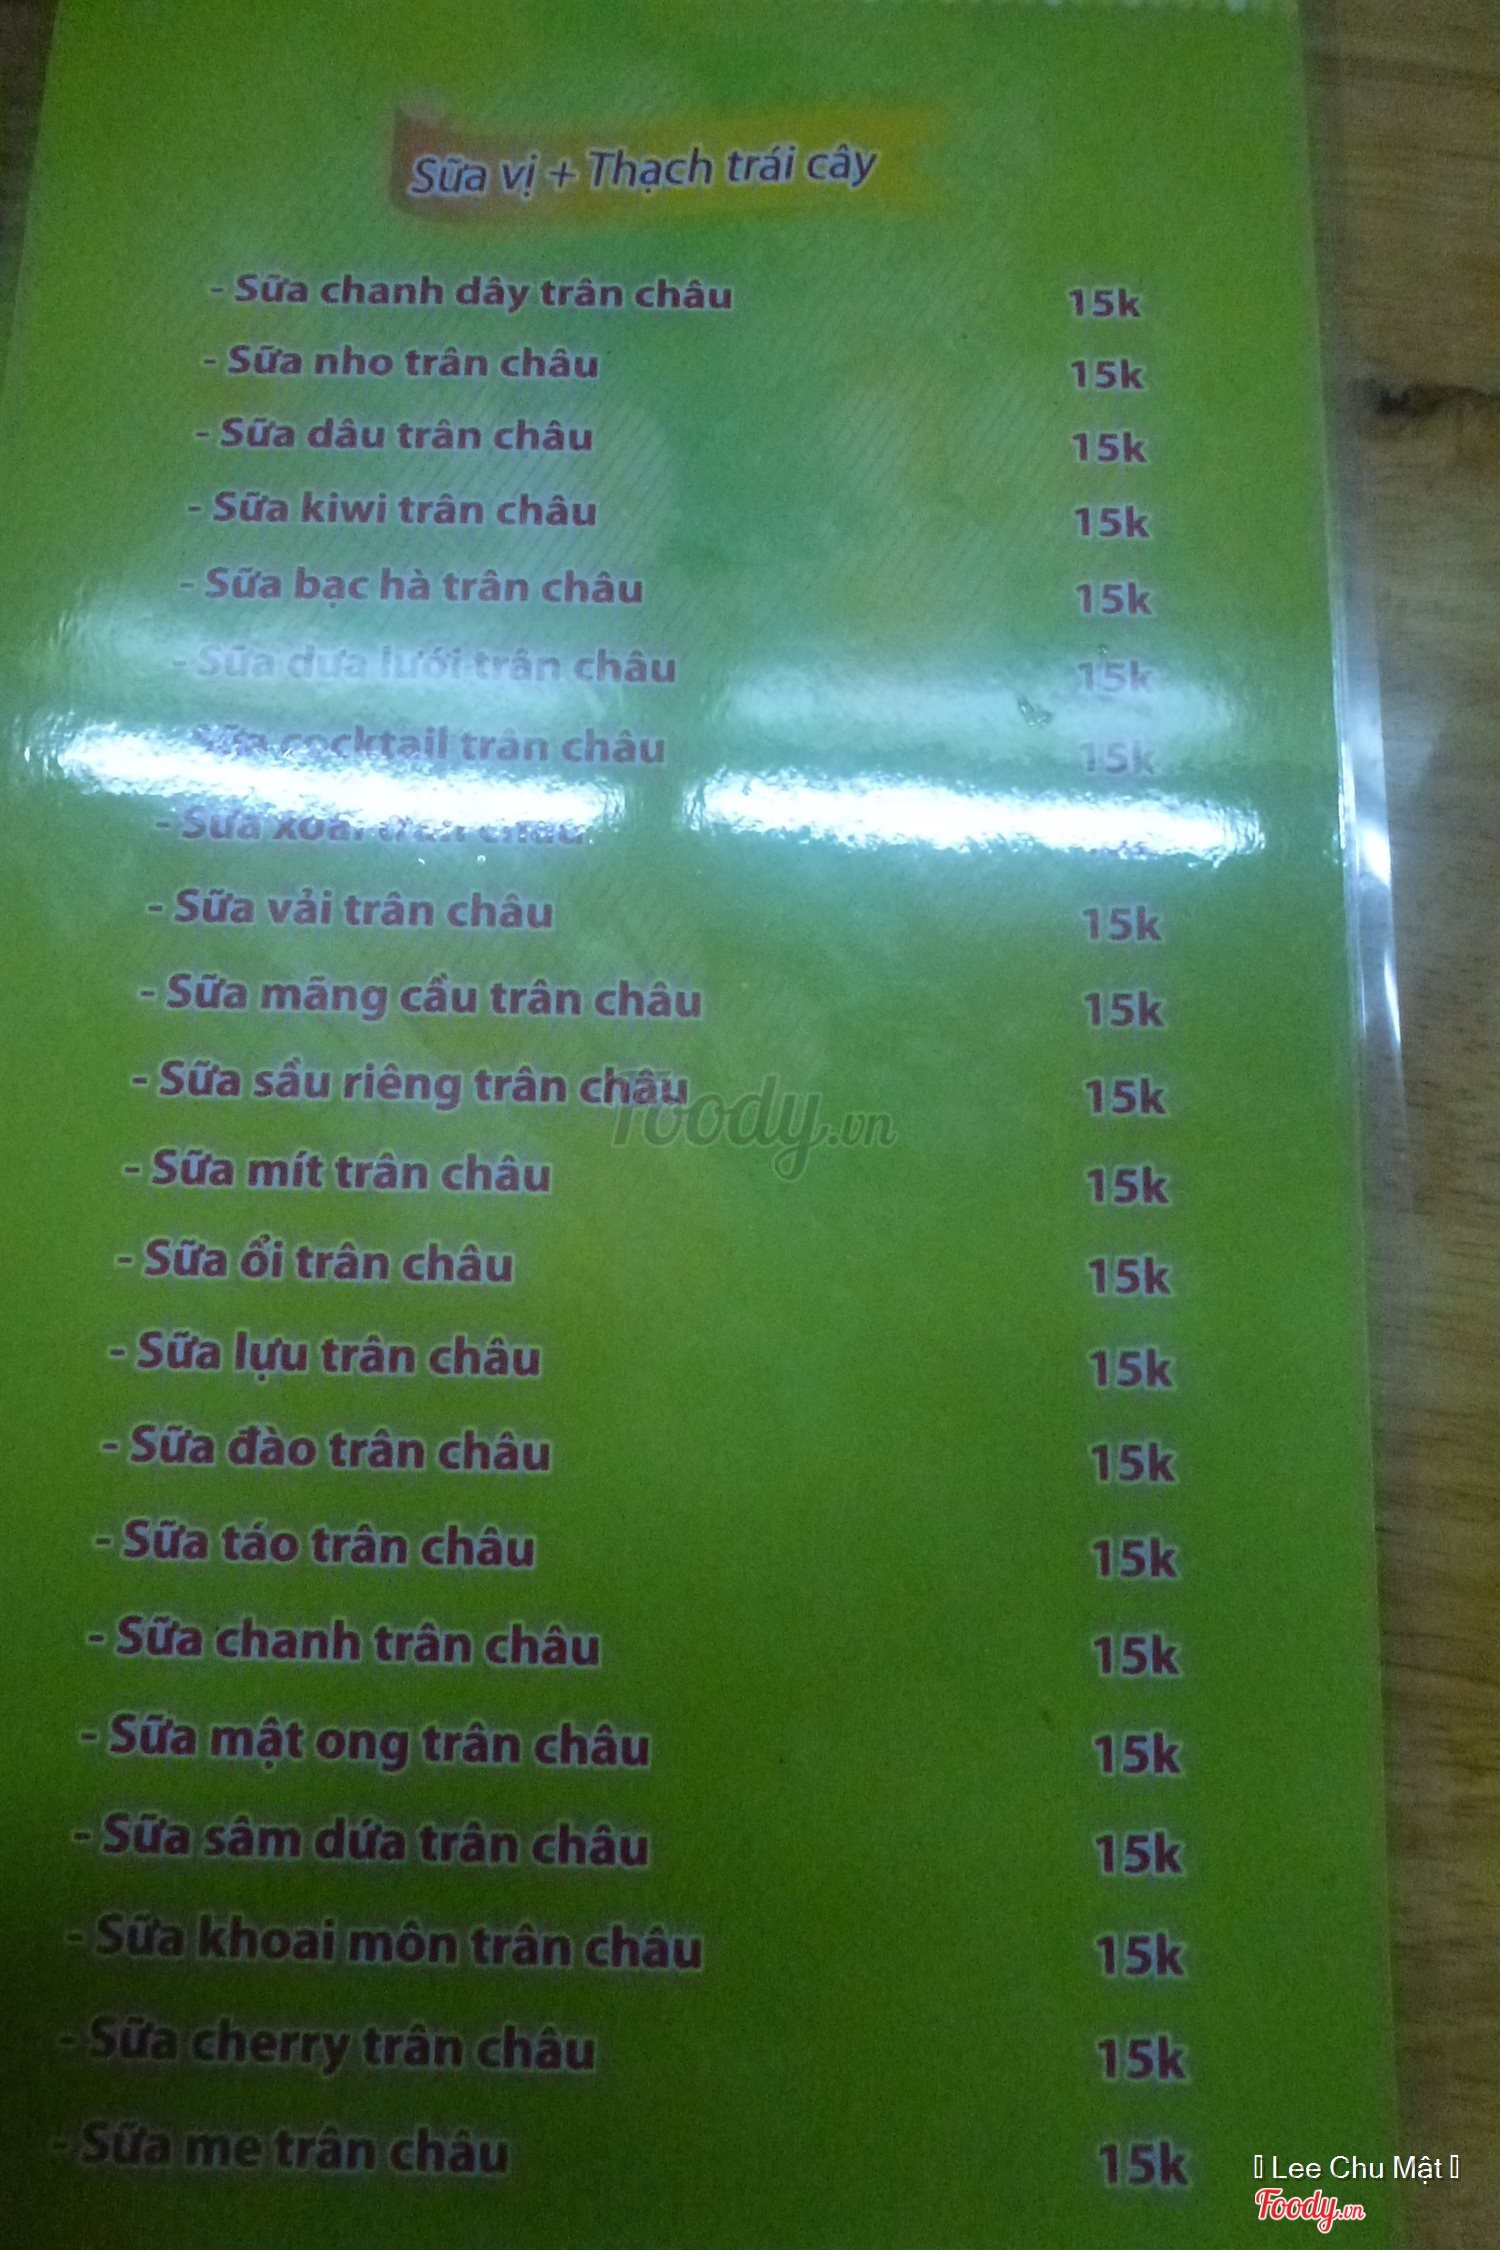 Sữa vị + Thạch trái cây
- Sữa chanh dây trân châu 15k
- Sữa nho trân châu 15k
- Sữa dâu trân châu 15k
- Sữa kiwi trân châu 15k
- Sữa bạc hà trân châu 15k
- Sữa dưa lưới trân châu 15k
Sữa cocktail trân châu 15k
- Sữa xoài trân châu
- Sữa vải trân châu 15k
- Sữa mãng cầu trân châu 15k
- Sữa sầu riêng trân châu 15k
Foody.vn
- Sữa mít trân châu 15k
- Sữa ổi trân châu 15k
- Sữa lựu trân châu 15k
- Sữa đào trân châu 15k
- Sữa táo trân châu 15k
- Sữa chanh trân châu 15k
- Sữa mật ong trân châu 15k
- Sữa sâm dứa trân châu 15k
- Sữa khoai môn trân châu 15k
- Sữa cherry trân châu 15k
- Sữa me trân châu 15k
Lee Chu Mật
Foody.vn